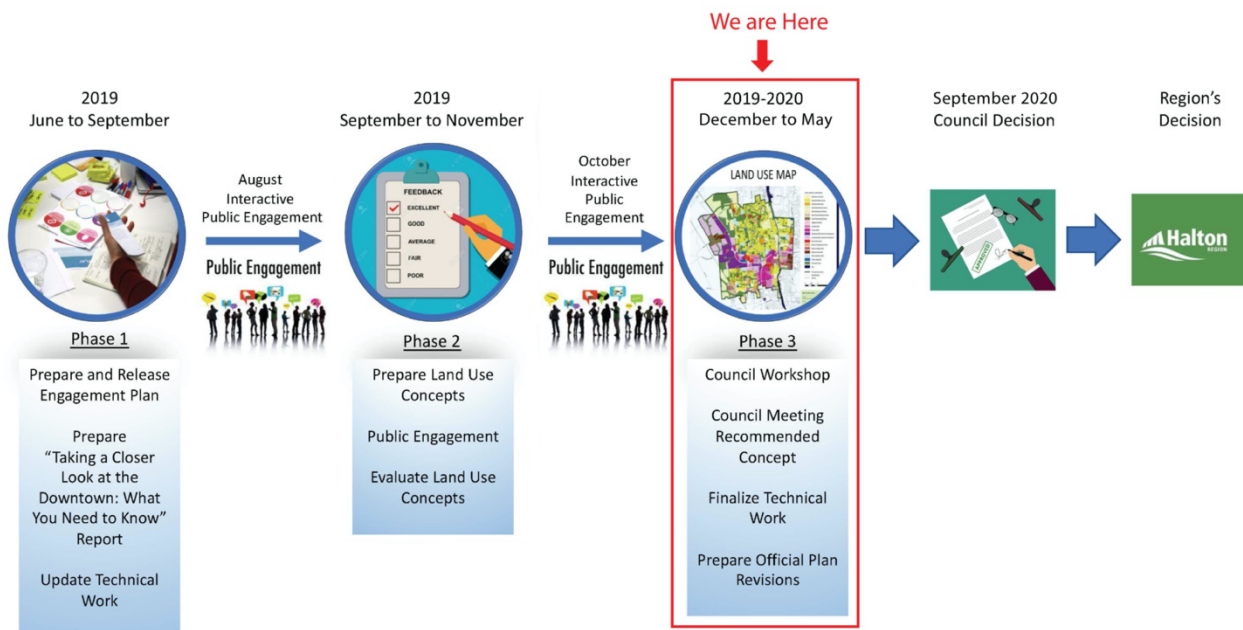 We are Here
2019
June to September
August
Interactive
Public Engagement
Public Engagement
2019
September to November
FEEDBACK
EXCELLENT
GOOD
AVERAGE
FAIR
POOR
October
Interactive
Public
Engagement
Public Engagement
2019-2020
December to May
LAND USE MAP
September 2020
Council Decision
APPROVED
Region's
Decision
Halton
REGION
Phase 1
Prepare and Release
Engagement Plan
Prepare
“Taking a Closer
Look at the
Downtown: What
You Need to Know”
Report
Update Technical
Work
Phase 2
Prepare Land Use
Concepts
Public Engagement
Evaluate Land Use
Concepts
Phase 3
Council Workshop
Council Meeting
Recommended
Concept
Finalize Technical
Work
Prepare Official Plan
Revisions